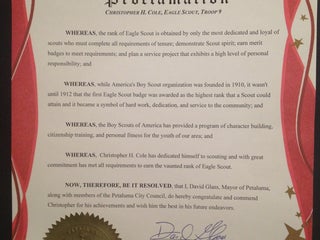 Proclamation
CHRISTOPHER H. COLE, EAGLE SCOUT, TROOP 9
WHEREAS, the rank of Eagle Scout is obtained by only the most dedicated and loyal of
scouts who must complete all requirements of tenure; demonstrate Scout spirit; earn merit
badges to meet requirements; and plan a service project that exhibits a high level of personal
responsibility; and
WHEREAS, while America's Boy Scout organization was founded in 1910, it wasn't
until 1912 that the first Eagle Scout badge was awarded as the highest rank that a Scout could
attain and it became a symbol of hard work, dedication, and service to the community; and
WHEREAS, the Boy Scouts of America has provided a program of character building,
citizenship training, and personal fitness for the youth of our area; and
WHEREAS, Christopher H. Cole has dedicated himself to scouting and with great
commitment has met all requirements to earn the vaunted rank of Eagle Scout.
NOW, THEREFORE, BE IT RESOLVED, that I, David Glass, Mayor of Petaluma,
along with members of the Petaluma City Council, do hereby congratulate and commend
Christopher for his achievements and wish him the best in his future endeavors.
David Glass